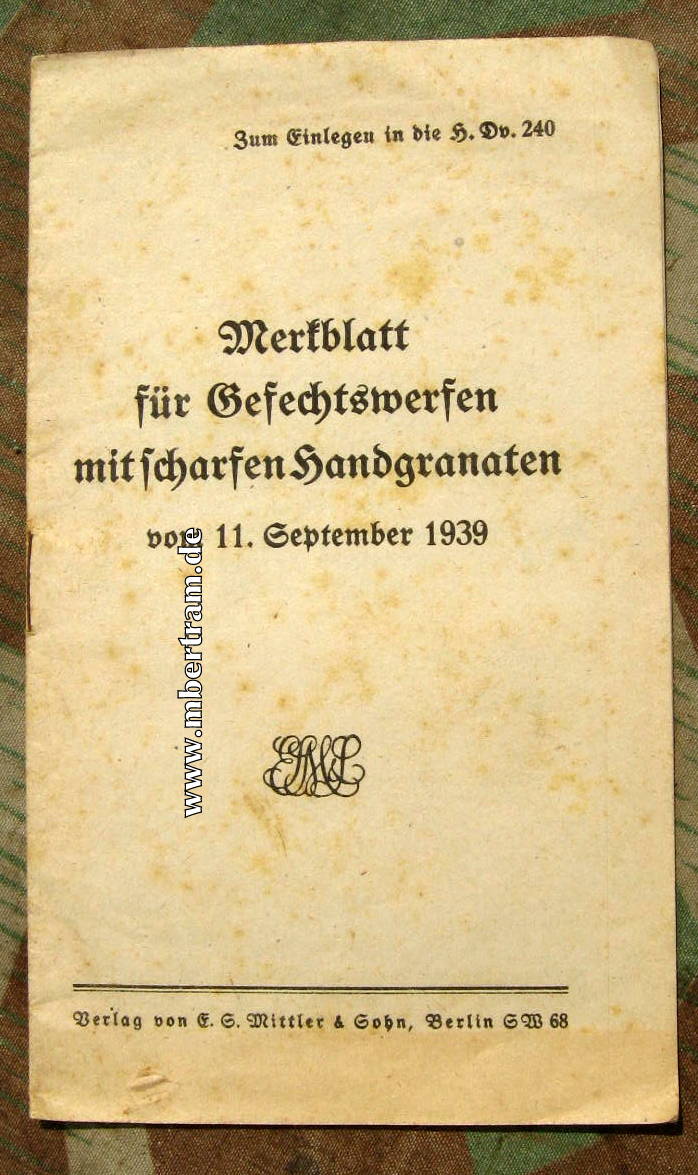 Zum Einlegen in die H. Dv. 240
Merkblatt
für Gefechtswerfen
mit scharfen Handgranaten
vom 11. September 1939
www.mbertram.de
Verlag von E. S. Mittler & Sohn, Berlin SW 68